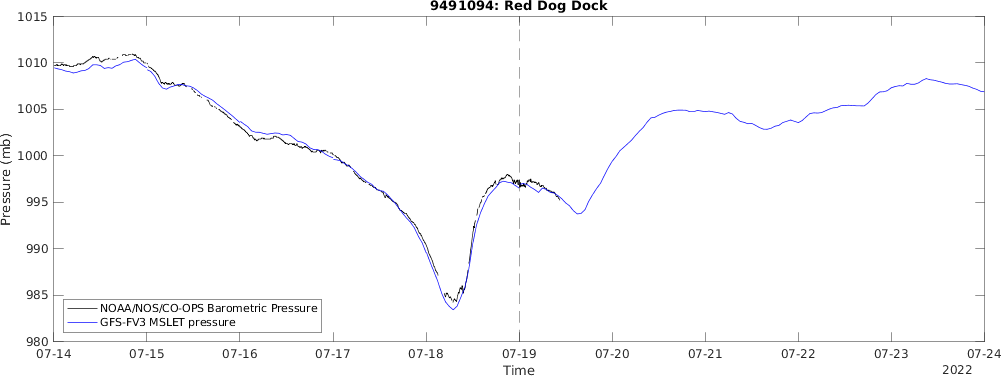 9491094: Red Dog Dock
Pressure (mb)
1015
1010
1005
1000
995
990
985
980
NOAA/NOS/CO-OPS Barometric Pressure
GFS-FV3 MSLET pressure
07-14 07-15 07-16 07-17 07-18 07-19 07-20 07-21 07-22 07-23 07-24
Time
2022